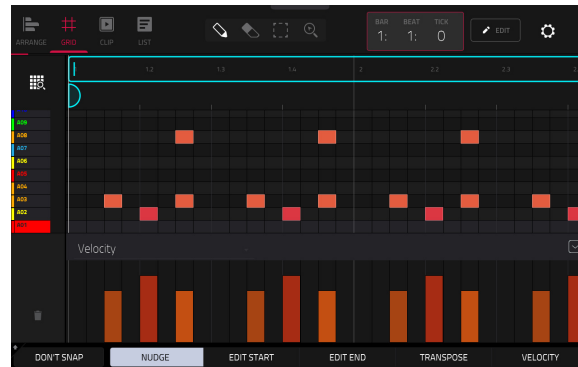 BAR BEAT TICK
1: 1: 0
EDIT
ARRANGE GRID CLIP LIST
1.2 1.3 1.4 2 2.2 2.3
A09
A08
A07
A06
A05
A04
A03
A02
A01
Velocity
DON'T SNAP NUDGE EDIT START EDIT END TRANSPOSE VELOCITY